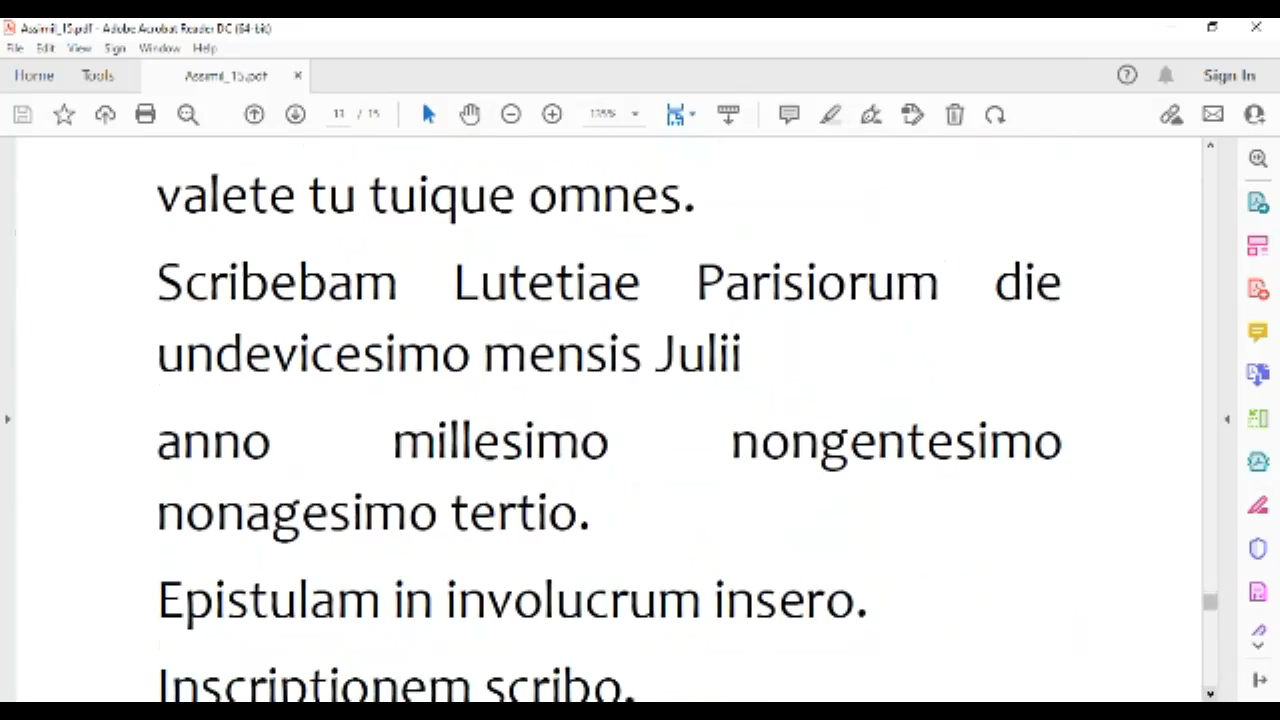 Assimil_15.pdf - Adobe Acrobat Reader DC (64-bit)
File Edit View Sign Window Help
Home Tools Assimil_15.pdf × Sign In
/ 15 135%
valete tu tuique omnes.
Scribebam Lutetiae Parisiorum die
undevicesimo mensis Julii
anno millesimo nongentesimo
nonagesimo tertio.
Epistulam in involucrum insero.
Inscriptionem scribo.